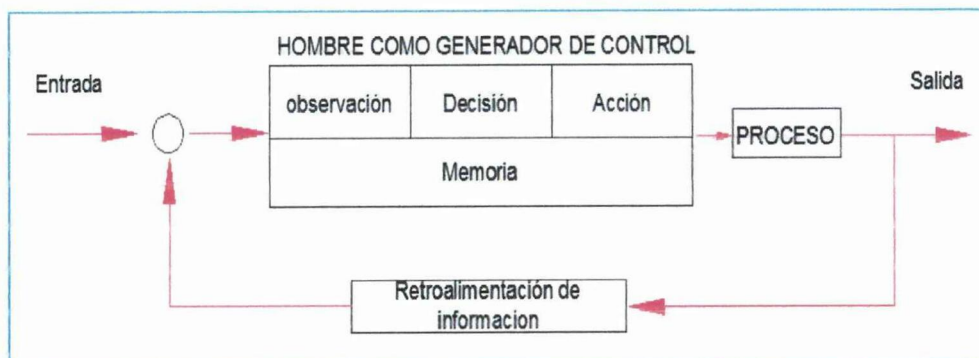 HOMBRE COMO GENERADOR DE CONTROL
Entrada
Salida
observación
Decisión
Acción
PROCESO
Memoria
Retroalimentación de
informacion